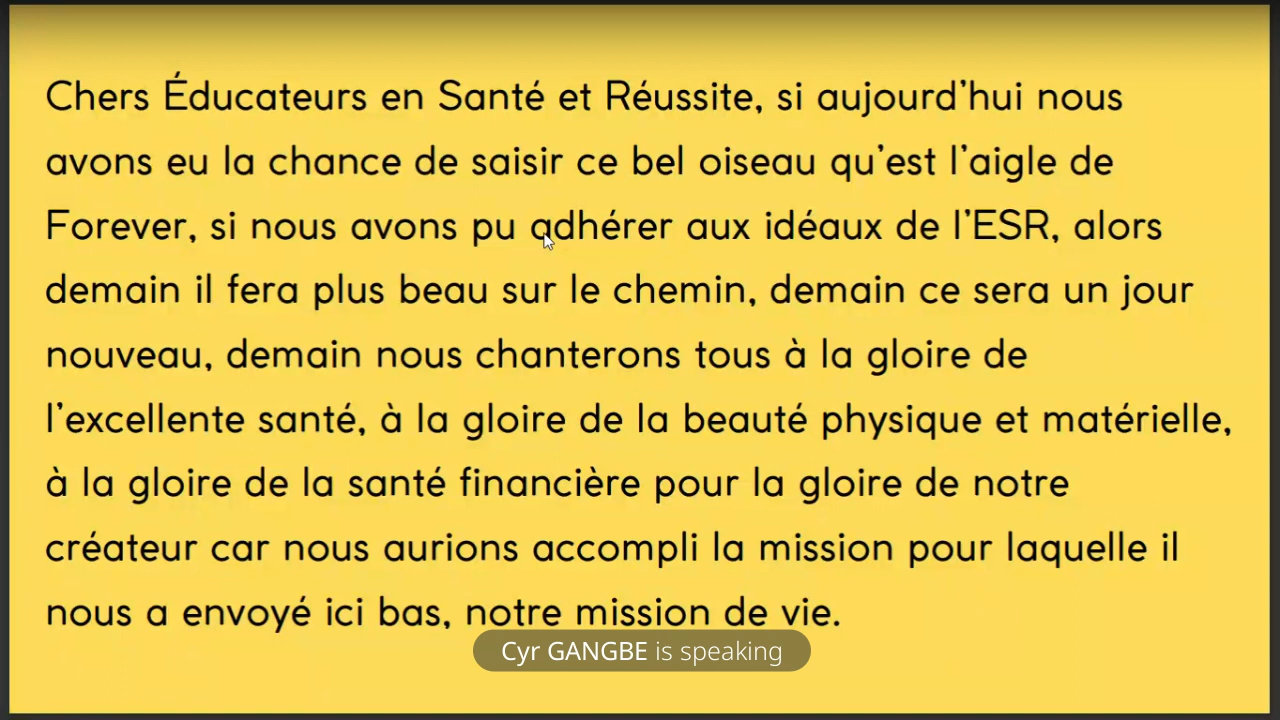 Chers Éducateurs en Santé et Réussite, si aujourd’hui nous
avons eu la chance de saisir ce bel oiseau qu’est l’aigle de
Forever, si nous avons pu adhérer aux idéaux de l’ESR, alors
demain il fera plus beau sur le chemin, demain ce sera un jour
nouveau, demain nous chanterons tous à la gloire de
l’excellente santé, à la gloire de la beauté physique et matérielle,
à la gloire de la santé financière pour la gloire de notre
créateur car nous aurions accompli la mission pour laquelle il
nous a envoyé ici bas, notre mission de vie.
Cyr GANGBE is speaking